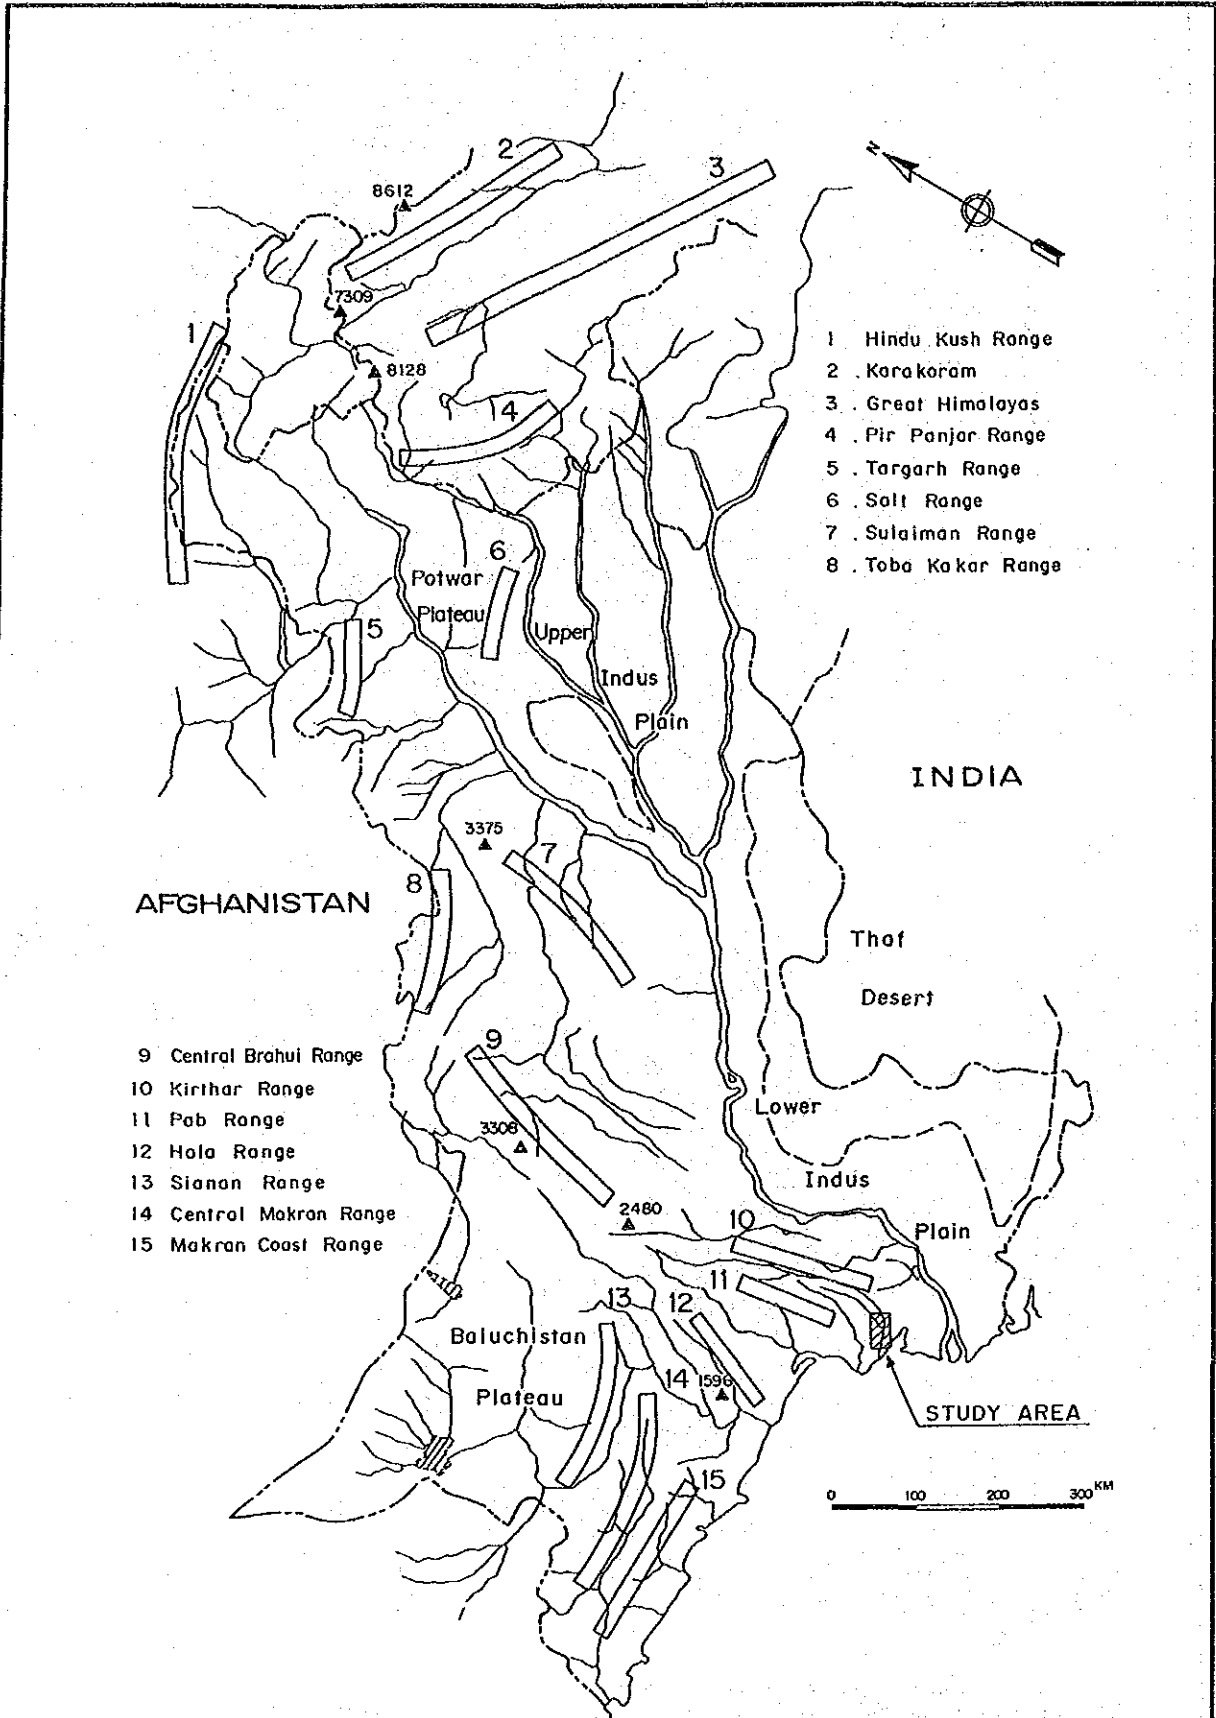 2
3
8612
N
7309
1
8128
14
1 Hindu Kush Range
2 . Karakoram
3 . Great Himalayas
4 . Pir Panjar Range
5 . Targarh Range
6 . Salt Range
7 . Sulaiman Range
8 . Toba Kakar Range
6
Potwar
Plateau
5
Upper
Indus
Plain
INDIA
3375
7
8
AFGHANISTAN
Thaf
Desert
9 Central Brahui Range
10 Kirthar Range
11 Pab Range
12 Hala Range
13 Sianan Range
14 Central Makran Range
15 Makran Coast Range
9
3308
Lower
Indus
Plain
2480
10
11
12
13
Baluchistan
Plateau
14
1596
STUDY AREA
15
0 100 200 300 KM